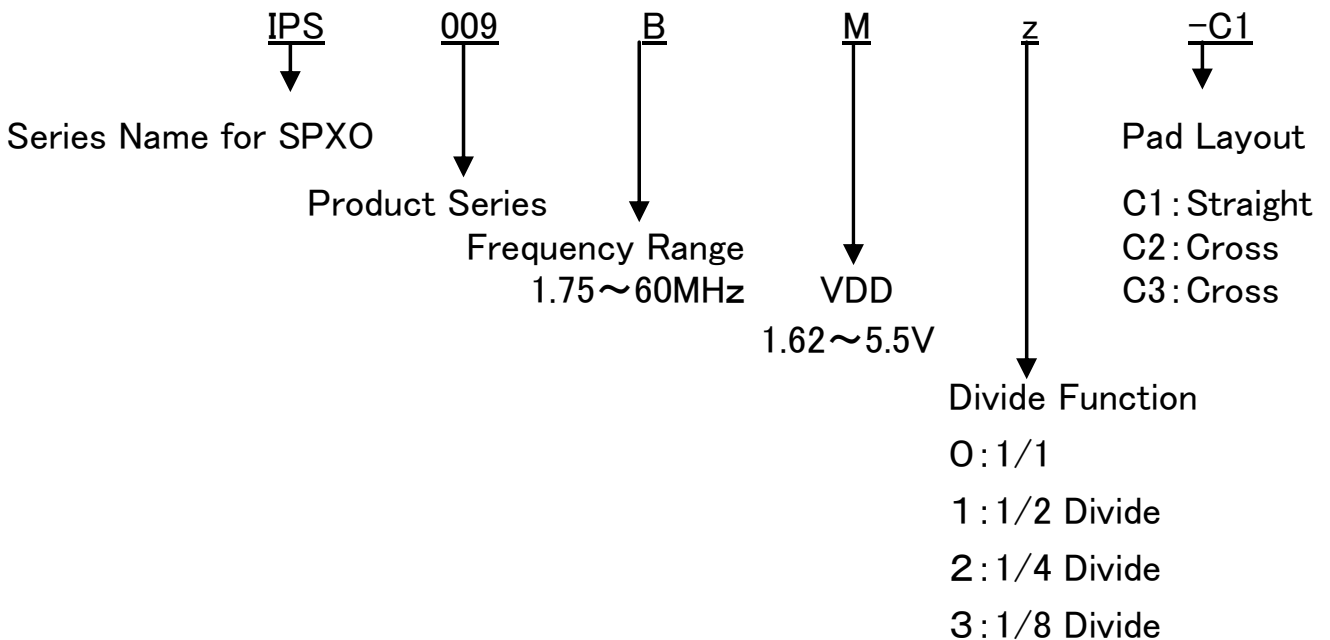 IPS 009 B M z -C1
Series Name for SPXO
Pad Layout
Product Series
C1:Straight
Frequency Range
C2:Cross
1.75～60MHz
VDD
C3:Cross
1.62～5.5V
Divide Function
0:1/1
1:1/2 Divide
2:1/4 Divide
3:1/8 Divide